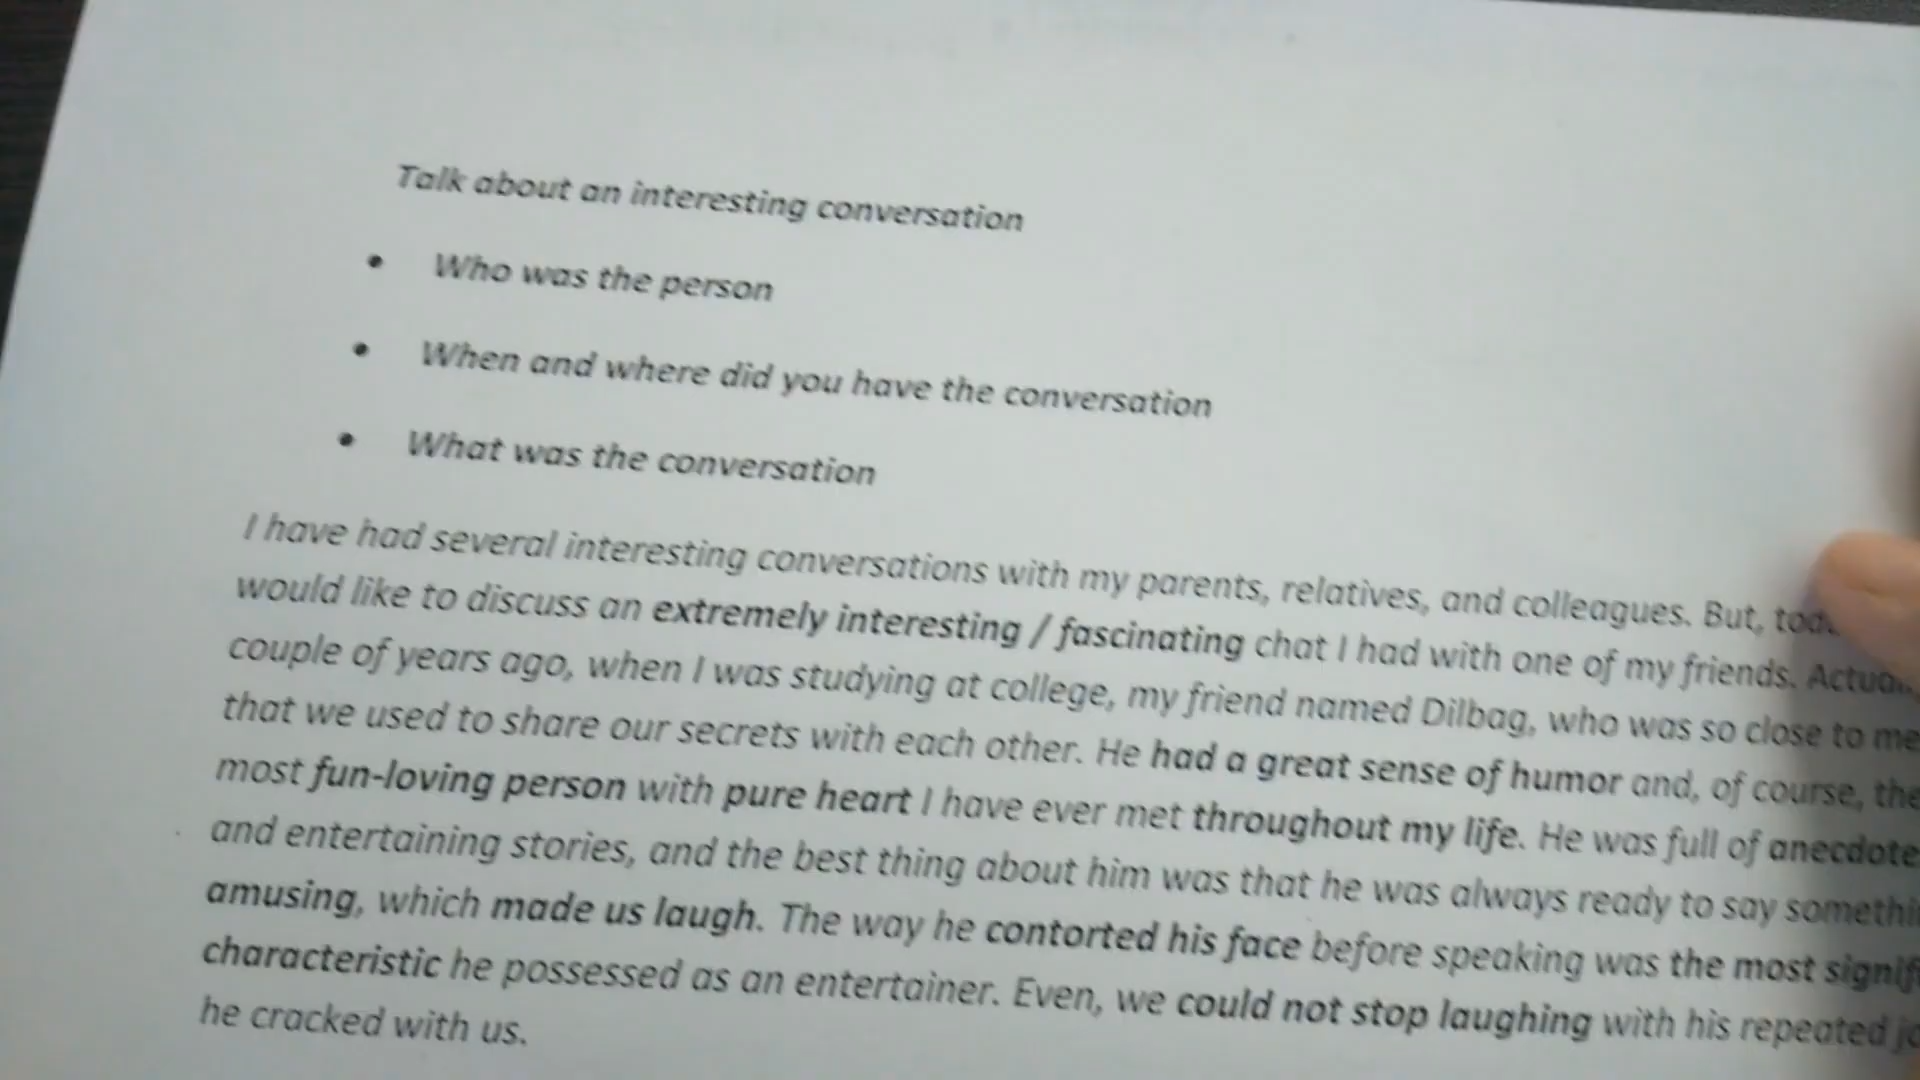 Talk about an interesting conversation
• Who was the person
• When and where did you have the conversation
• What was the conversation
I have had several interesting conversations with my parents, relatives, and colleagues. But,
would like to discuss an extremely interesting / fascinating chat I had with one of my friends.
couple of years ago, when I was studying at college, my friend named Dilbag, who was so close to me
that we used to share our secrets with each other. He had a great sense of humor and, of course, the
most fun-loving person with pure heart I have ever met throughout my life. He was full of
and entertaining stories, and the best thing about him was that he was always ready to say
amusing, which made us laugh. The way he contorted his face before speaking was the most
characteristic he possessed as an entertainer. Even, we could not stop laughing with his repeated
he cracked with us.